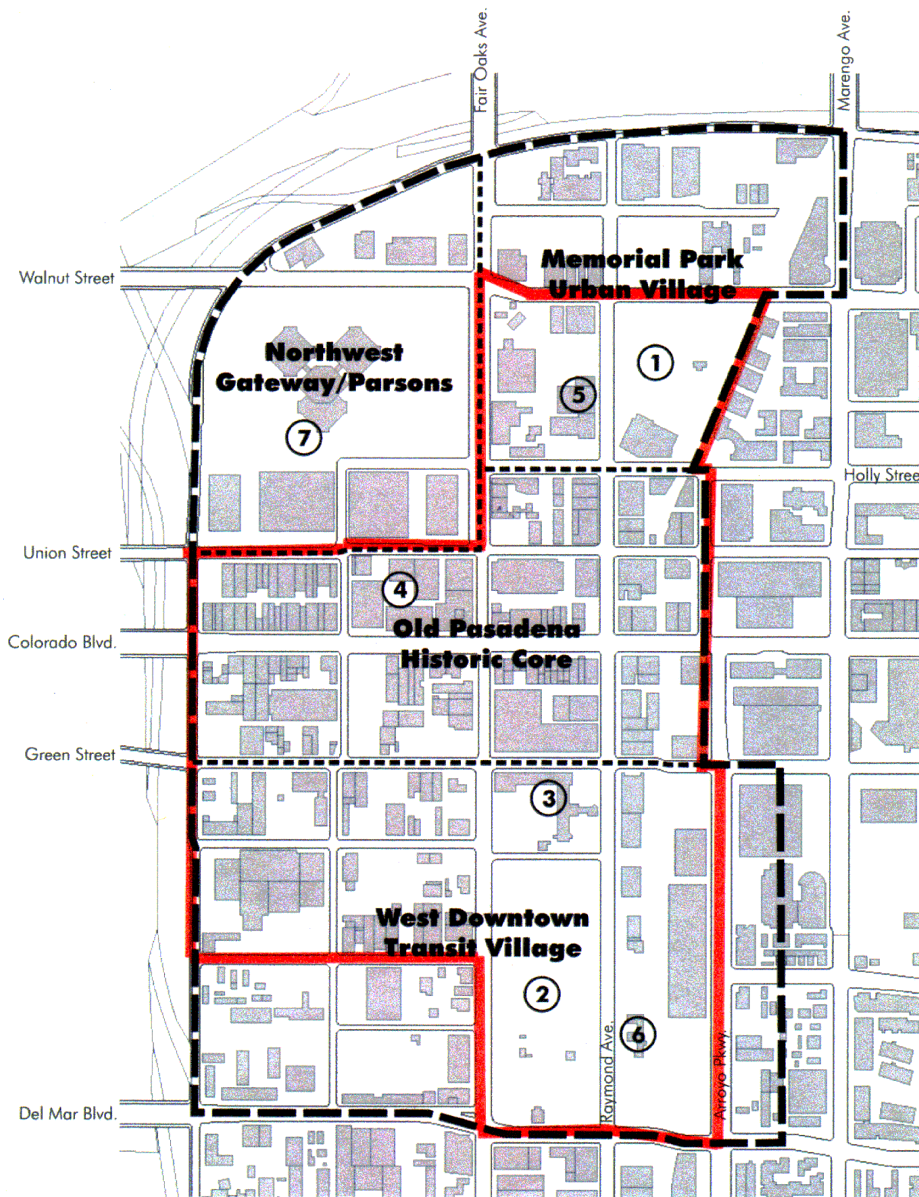 Fair Oaks Ave.
Marengo Ave.
Walnut Street
Memorial Park
Urban Village
Northwest
Gateway/Parsons
1
5
7
Holly Stree
Union Street
4
Colorado Blvd.
Old Pasadena
Historic Core
Green Street
3
West Downtown
Transit Village
2
6
Raymond Ave.
Arroyo Pkwy.
Del Mar Blvd.